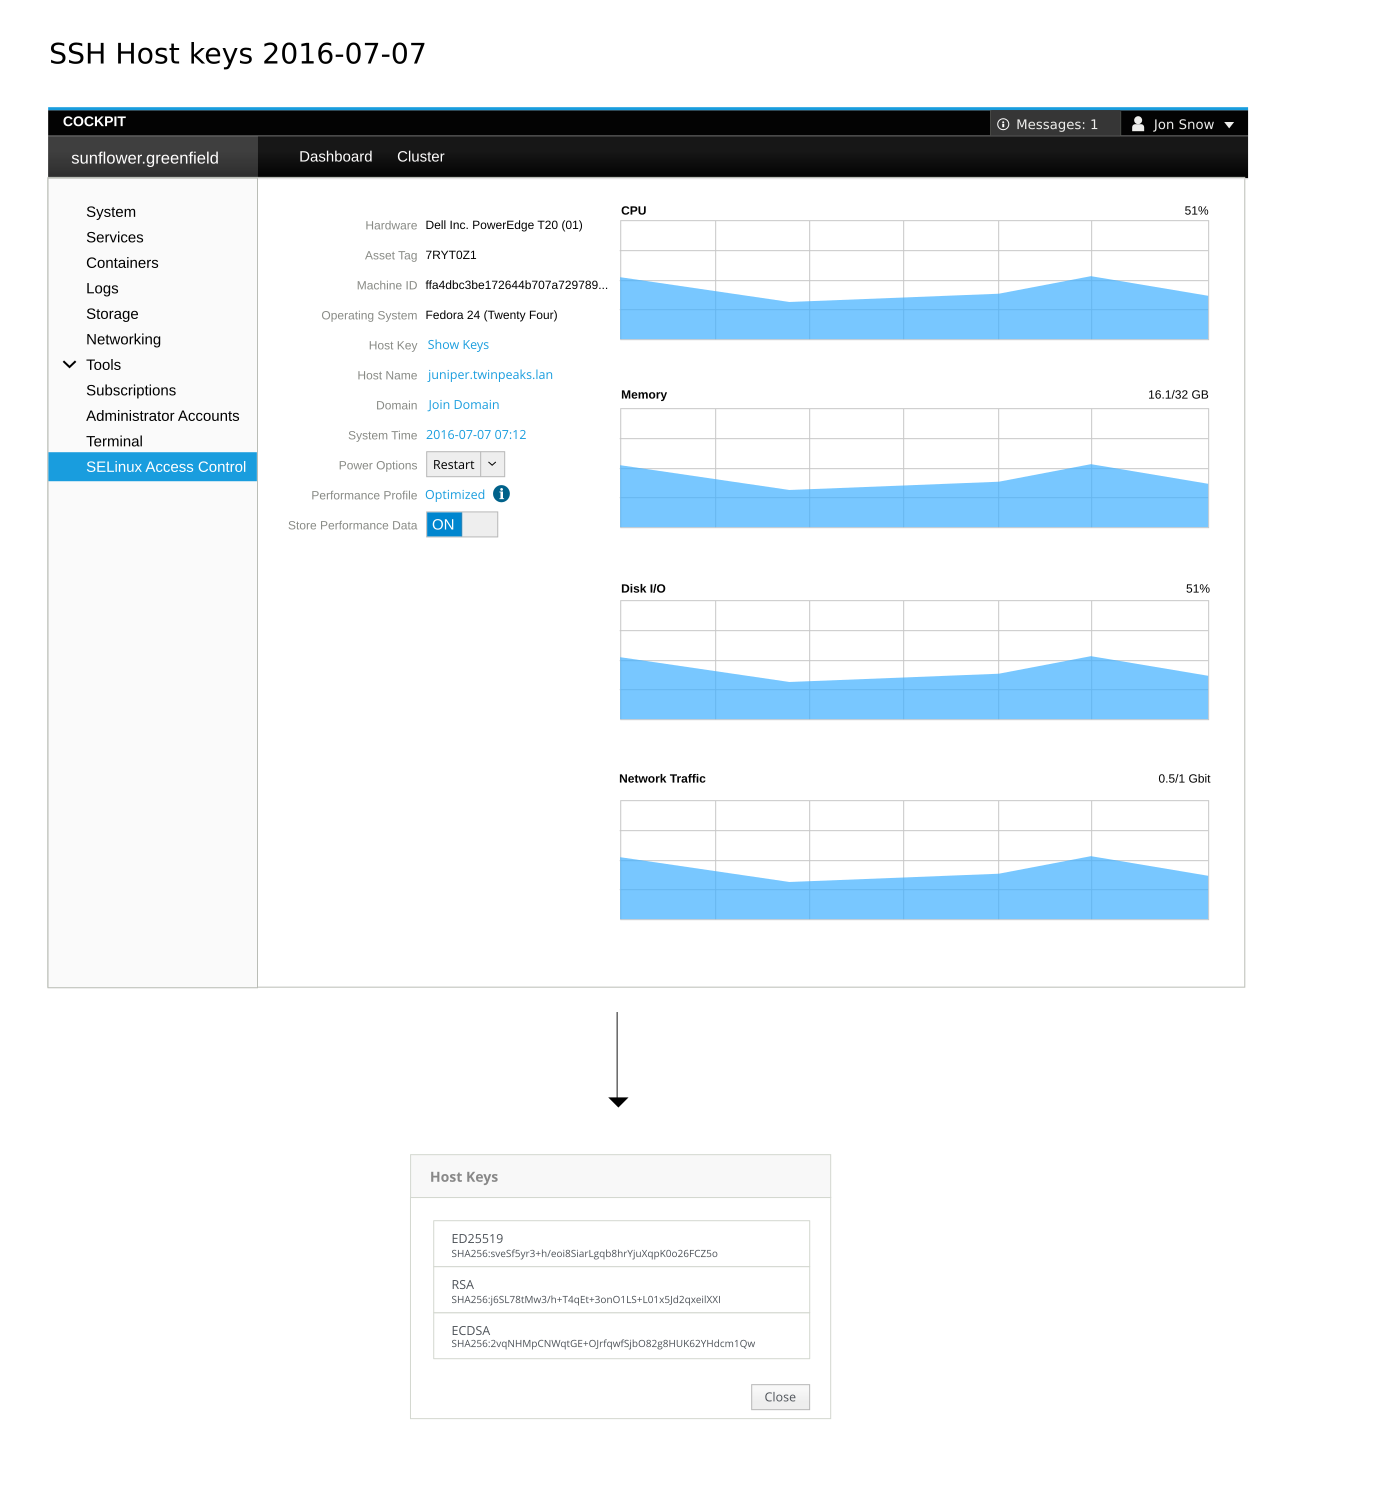 SSH Host keys 2016-07-07
COCKPIT
Messages: 1
Jon Snow
sunflower.greenfield
Dashboard
Cluster
System
Services
Containers
Logs
Storage
Networking
Tools
Subscriptions
Administrator Accounts
Terminal
SELinux Access Control
Hardware Dell Inc. PowerEdge T20 (01)
Asset Tag 7RYT0Z1
Machine ID ffa4dbc3be172644b707a729789...
Operating System Fedora 24 (Twenty Four)
Host Key Show Keys
Host Name juniper.twinpeaks.lan
Domain Join Domain
System Time 2016-07-07 07:12
Power Options Restart
Performance Profile Optimized
Store Performance Data ON
CPU 51%
Memory 16.1/32 GB
Disk I/O 51%
Network Traffic 0.5/1 Gbit
Host Keys
ED25519
SHA256:sveSf5yr3+h/eoi8SiarLgqb8hrYjuXqpK0o26FCZ5o
RSA
SHA256:j6SL78tMw3/h+T4qEt+3onO1LS+L01x5Jd2qxeilXXI
ECDSA
SHA256:2vqNHMpCNWqtGE+OJrfqwfSjbO82g8HUK62YHdcm1Qw
Close